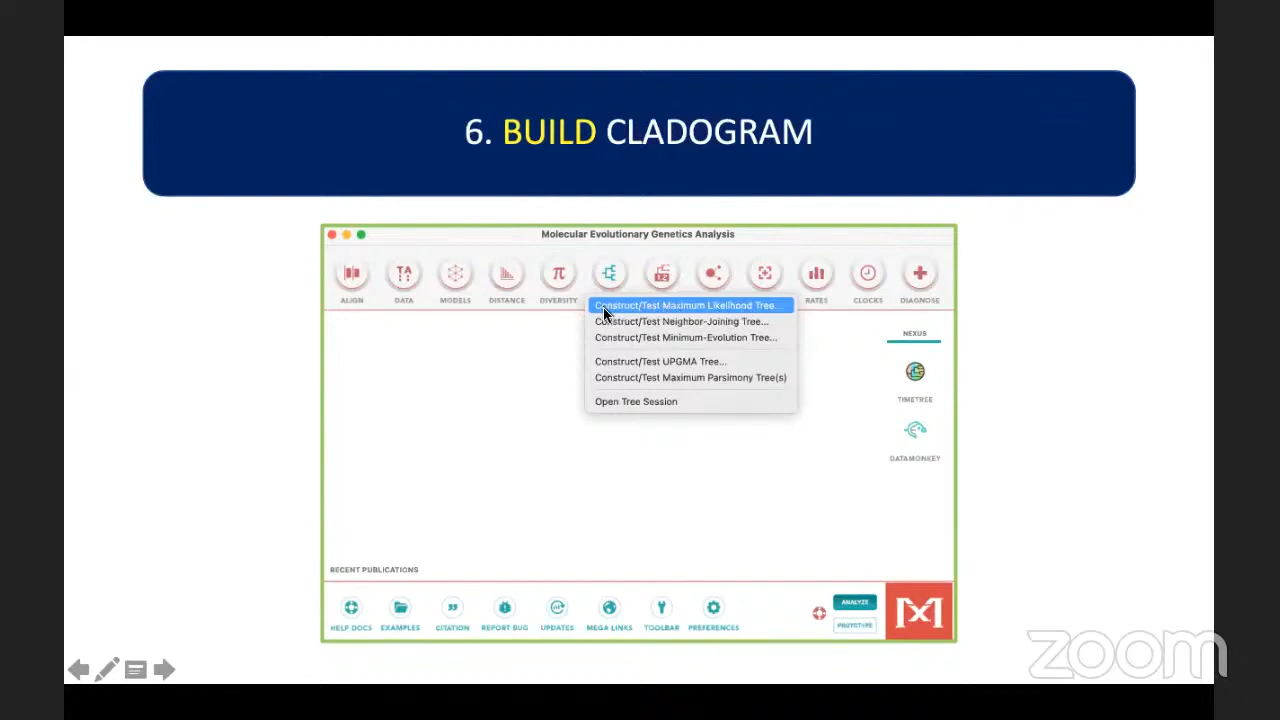 6. BUILD CLADOGRAM
Molecular Evolutionary Genetics Analysis
TA
π
1.2
ALIGN DATA MODELS DISTANCE DIVERSITY RATES CLOCKS DIAGNOSE
Construct/Test Maximum Likelihood Tree...
Construct/Test Neighbor-Joining Tree...
Construct/Test Minimum-Evolution Tree...
Construct/Test UPGMA Tree...
Construct/Test Maximum Parsimony Tree(s)
Open Tree Session
NEXUS
TIMETREE
DATAMONKEY
RECENT PUBLICATIONS
ANALYZE
PROTOTYPE
HELP DOCS EXAMPLES CITATION REPORT BUG UPDATES MEGA LINKS TOOLBAR PREFERENCES
M
zoom